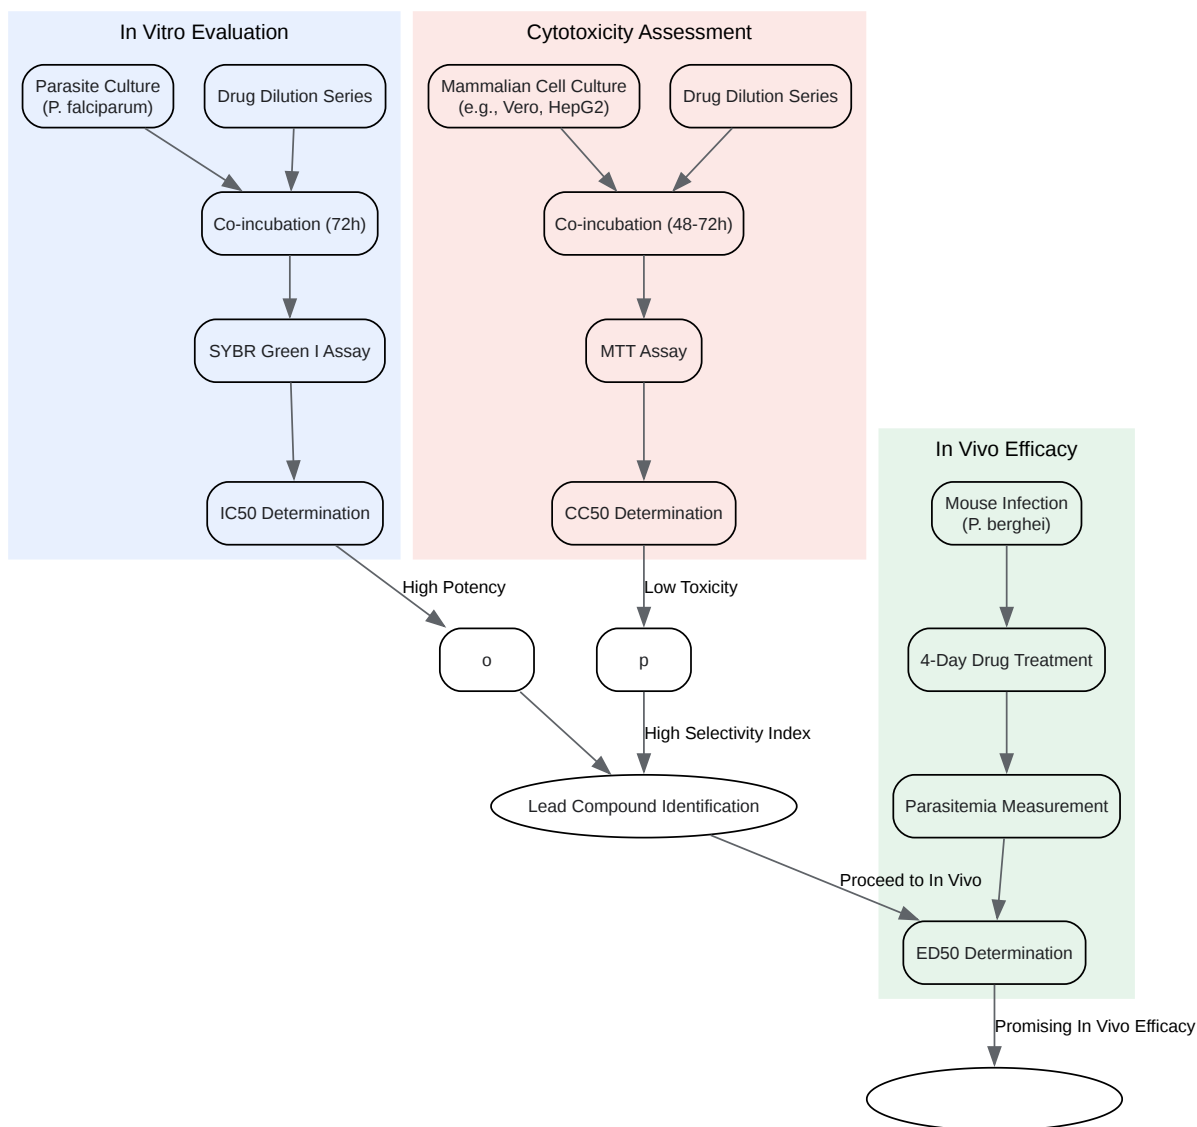 In Vitro Evaluation
Parasite Culture
(P. falciparum)
Drug Dilution Series
Co-incubation (72h)
SYBR Green I Assay
IC50 Determination
Cytotoxicity Assessment
Mammalian Cell Culture
(e.g., Vero, HepG2)
Drug Dilution Series
Co-incubation (48-72h)
MTT Assay
CC50 Determination
In Vivo Efficacy
Mouse Infection
(P. berghei)
4-Day Drug Treatment
Parasitemia Measurement
ED50 Determination
High Potency
Low Toxicity
o
p
High Selectivity Index
Lead Compound Identification
Proceed to In Vivo
Promising In Vivo Efficacy